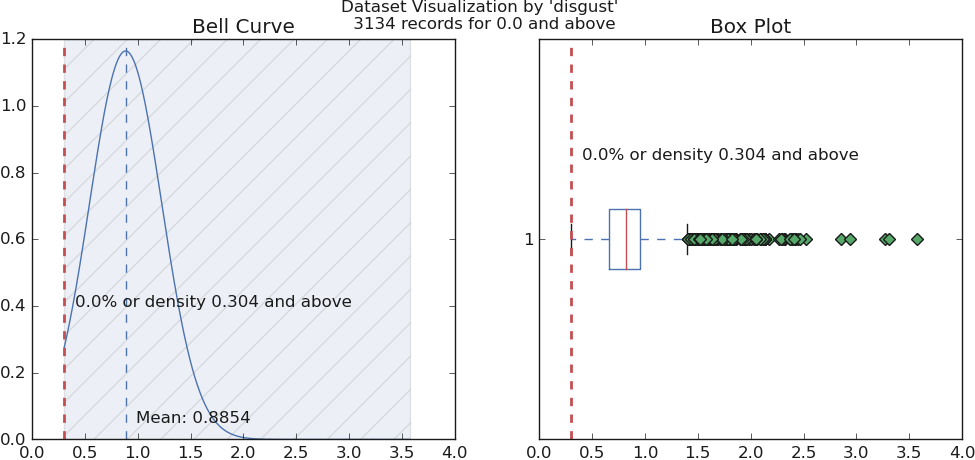 Dataset Visualization by 'disgust'
3134 records for 0.0 and above
Bell Curve
1.2
1.0
0.8
0.6
0.4
0.2
0.0
0.0% or density 0.304 and above
Mean: 0.8854
0.0 0.5 1.0 1.5 2.0 2.5 3.0 3.5 4.0
Box Plot
0.0% or density 0.304 and above
1
0.0 0.5 1.0 1.5 2.0 2.5 3.0 3.5 4.0